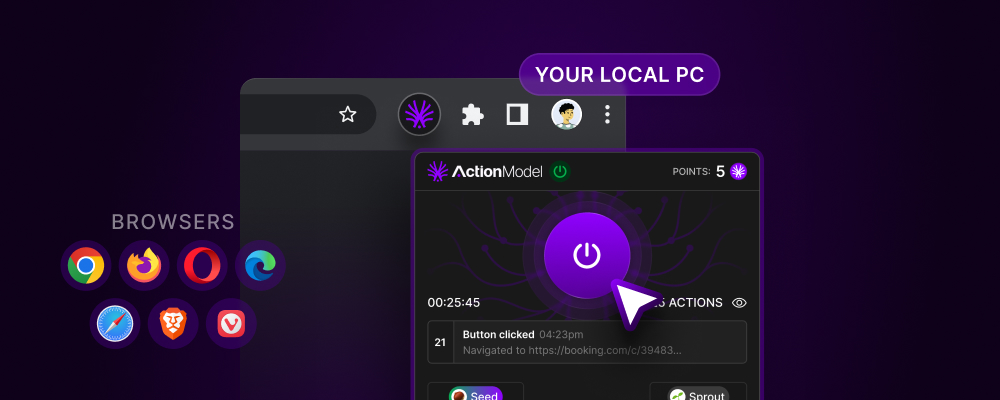 YOUR LOCAL PC
ActionModel
POINTS: 5
BROWSERS
00:25:45
ACTIONS
21
Button clicked 04:23pm
Navigated to https://booking.com/c/39483...
Seed
Sprout